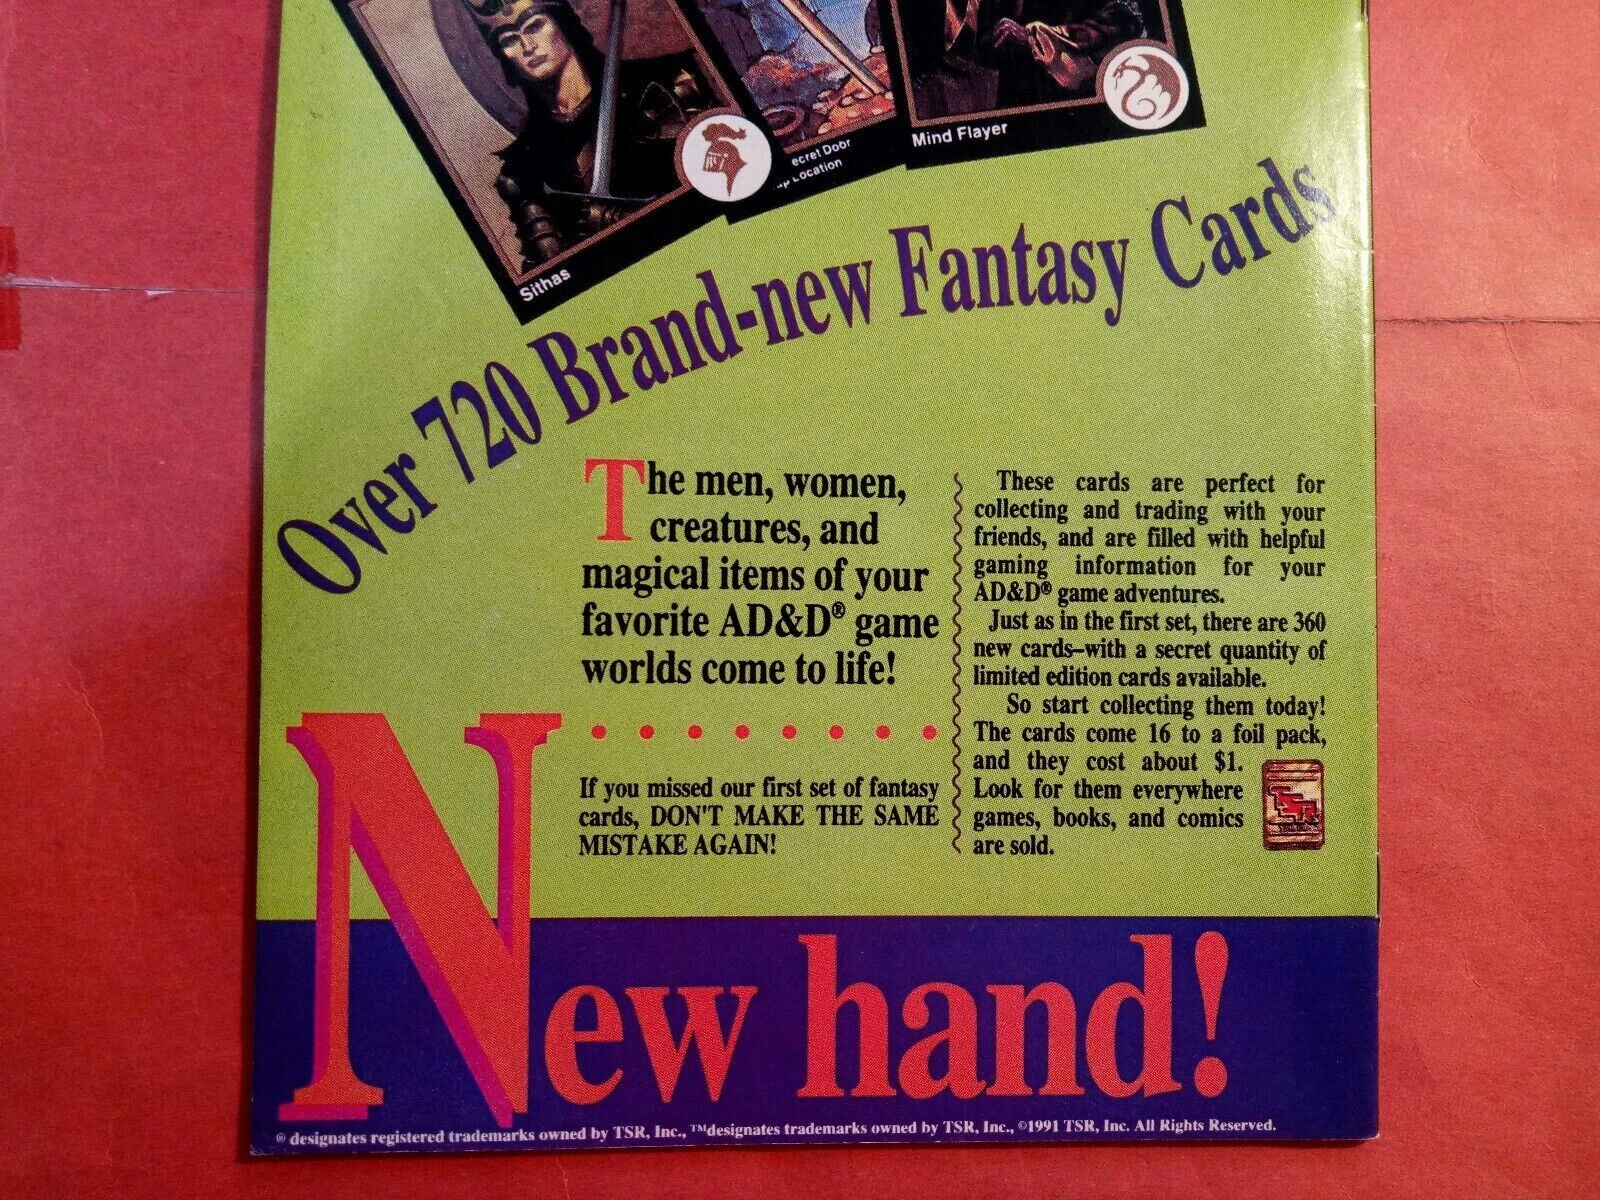 Sithas
ecret Door
Location
Mind Flayer
Over 720 Brand-new Fantasy Cards
The men, women,
creatures, and
magical items of your
favorite AD&D® game
worlds come to life!
If you missed our first set of fantasy
cards, DON'T MAKE THE SAME
MISTAKE AGAIN!
These cards are perfect for
collecting and trading with your
friends, and are filled with helpful
gaming information for your
AD&D® game adventures.
Just as in the first set, there are 360
new cards–with a secret quantity of
limited edition cards available.
So start collecting them today!
The cards come 16 to a foil pack,
and they cost about $1.
Look for them everywhere
games, books, and comics
are sold.
TSR
New hand!
® designates registered trademarks owned by TSR, Inc., ™designates trademarks owned by TSR, Inc., ©1991 TSR, Inc. All Rights Reserved.